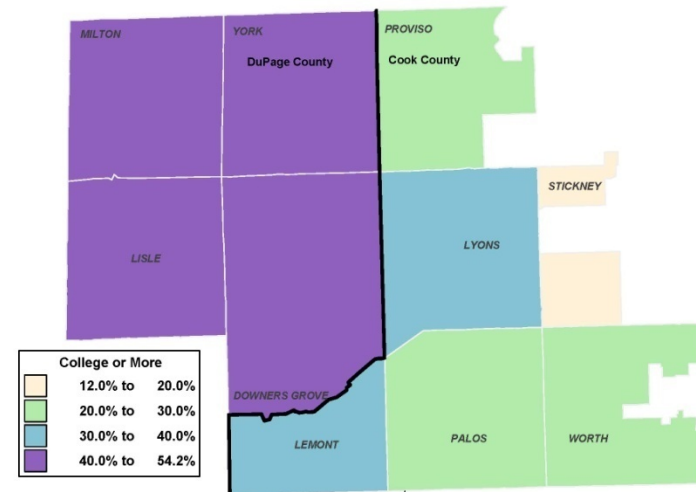 MILTON
YORK
PROVISO
DuPage County
Cook County
STICKNEY
LYONS
LISLE
College or More
12.0% to 20.0%
20.0% to 30.0%
30.0% to 40.0%
40.0% to 54.2%
DOWNERS GROVE
LEMONT
PALOS
WORTH